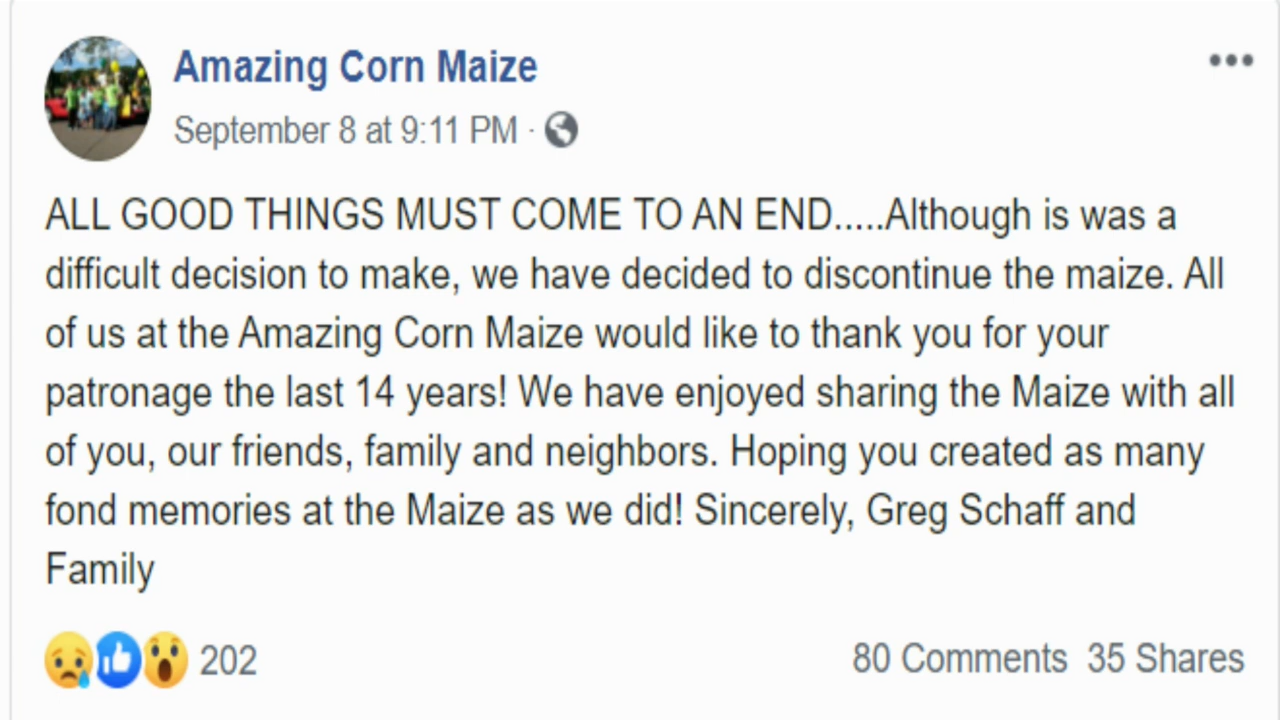 Amazing Corn Maize
September 8 at 9:11 PM ·
ALL GOOD THINGS MUST COME TO AN END.....Although is was a
difficult decision to make, we have decided to discontinue the maize. All
of us at the Amazing Corn Maize would like to thank you for your
patronage the last 14 years! We have enjoyed sharing the Maize with all
of you, our friends, family and neighbors. Hoping you created as many
fond memories at the Maize as we did! Sincerely, Greg Schaff and
Family
202 80 Comments 35 Shares